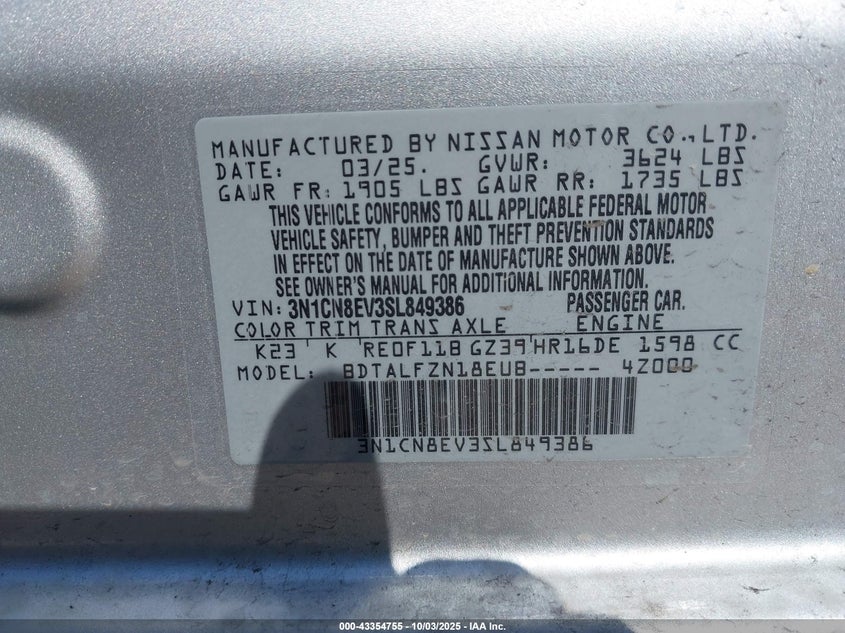 MANUFACTURED BY NISSAN MOTOR CO., LTD.
DATE: 03/25. GVWR: 3624 LBS
GAWR FR: 1905 LBS GAWR RR: 1735 LBS
THIS VEHICLE CONFORMS TO ALL APPLICABLE FEDERAL MOTOR
VEHICLE SAFETY, BUMPER AND THEFT PREVENTION STANDARDS
IN EFFECT ON THE DATE OF MANUFACTURE SHOWN ABOVE.
SEE OWNER'S MANUAL FOR ADDITIONAL INFORMATION.
VIN: 3N1CN8EV3SL849386 PASSENGER CAR.
COLOR TRIM TRANS AXLE ENGINE
K23 K RE0F11B GZ39 HR16DE 1598 CC
MODEL: BDTALFZN18EUB----- 4Z000
3N1CN8EV3SL849386
000-43354755 - 10/03/2025 - IAA Inc.